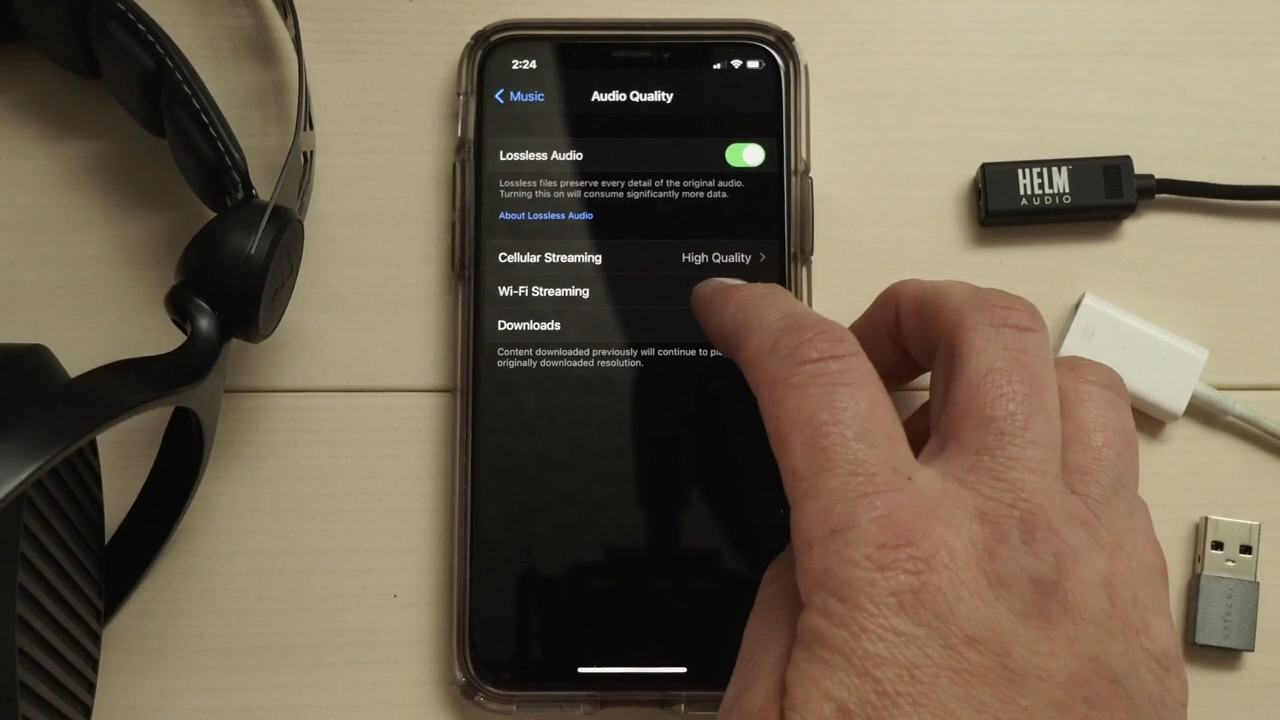 2:24
Music
Audio Quality
Lossless Audio
Lossless files preserve every detail of the original audio.
Turning this on will consume significantly more data.
About Lossless Audio
Cellular Streaming
High Quality
Wi-Fi Streaming
Downloads
Content downloaded previously will continue to
originally downloaded resolution.
HELM™
AUDIO
SATECHI